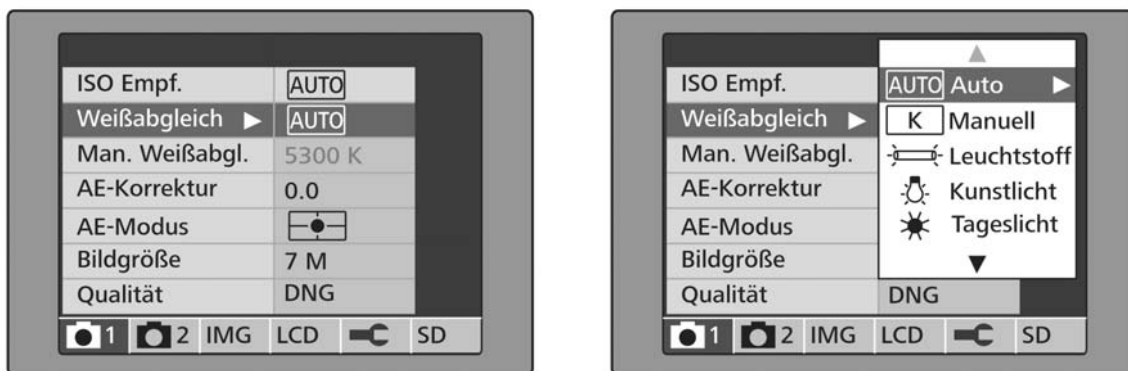 ISO Empf. AUTO
Weißabgleich AUTO
Man. Weißabgl. 5300 K
AE-Korrektur 0.0
AE-Modus
Bildgröße 7 M
Qualität DNG
1 2 IMG LCD SD
ISO Empf.
Weißabgleich
Man. Weißabgl.
AE-Korrektur
AE-Modus
Bildgröße
Qualität DNG
AUTO Auto
K Manuell
Leuchtstoff
Kunstlicht
Tageslicht
1 2 IMG LCD SD